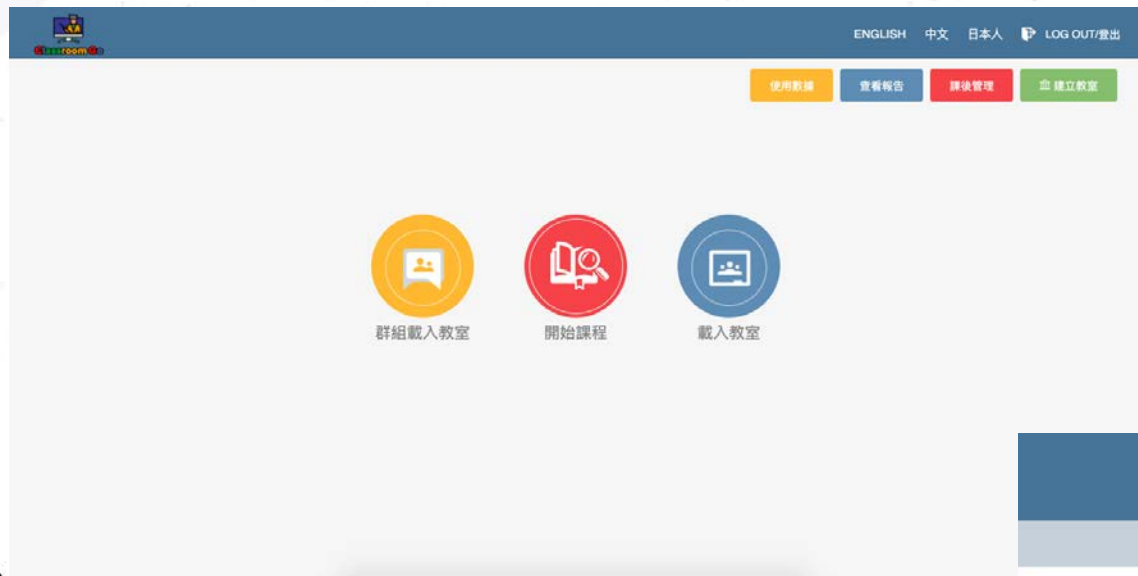 ClassroomGo
ENGLISH 中文 日本人 LOG OUT/登出
使用數據 查看報告 課後管理 建立教室
群組載入教室 開始課程 載入教室